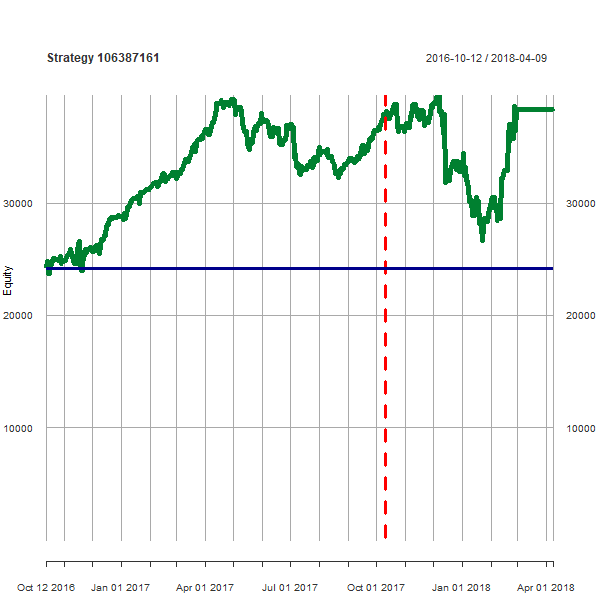 Strategy 106387161
2016-10-12 / 2018-04-09
30000
30000
Equity
20000
20000
10000
10000
Oct 12 2016
Jan 01 2017
Apr 01 2017
Jul 01 2017
Oct 01 2017
Jan 01 2018
Apr 01 2018